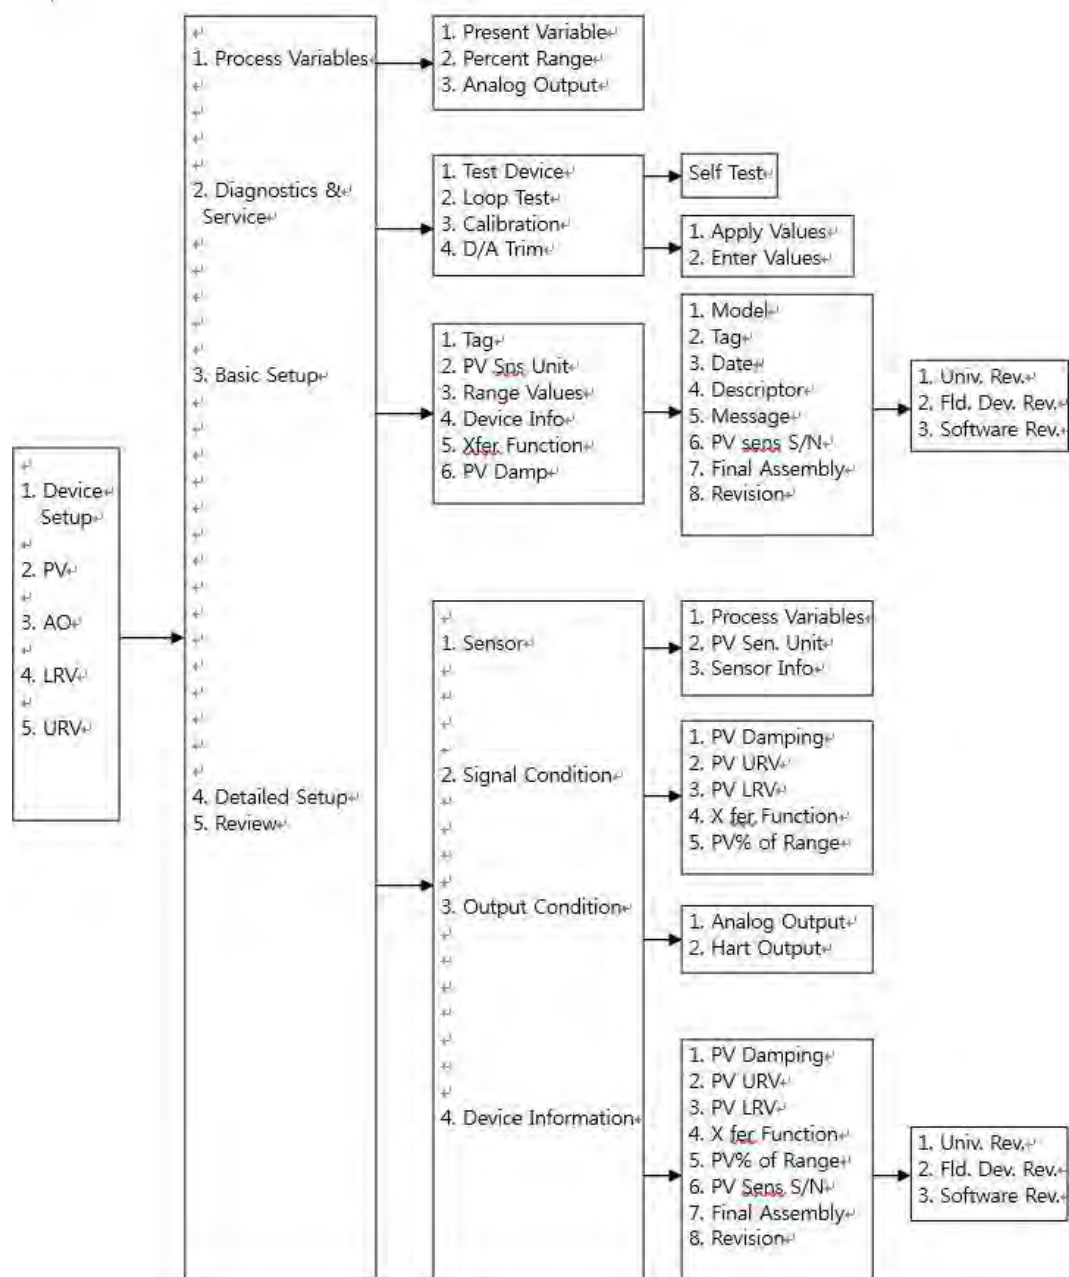 1. Device
Setup
2. PV
3. AO
4. LRV
5. URV
1. Process Variables
2. Diagnostics &
Service
3. Basic Setup
4. Detailed Setup
5. Review
1. Present Variable
2. Percent Range
3. Analog Output
1. Test Device
2. Loop Test
3. Calibration
4. D/A Trim
Self Test
1. Apply Values
2. Enter Values
1. Tag
2. PV Sns Unit
3. Range Values
4. Device Info
5. Xfer Function
6. PV Damp
1. Model
2. Tag
3. Date
4. Descriptor
5. Message
6. PV sens S/N
7. Final Assembly
8. Revision
1. Univ. Rev.
2. Fld. Dev. Rev.
3. Software Rev.
1. Sensor
2. Signal Condition
3. Output Condition
4. Device Information
1. Process Variables
2. PV Sen. Unit
3. Sensor Info
1. PV Damping
2. PV URV
3. PV LRV
4. X fer Function
5. PV% of Range
1. Analog Output
2. Hart Output
1. PV Damping
2. PV URV
3. PV LRV
4. X fer Function
5. PV% of Range
6. PV Sens S/N
7. Final Assembly
8. Revision
1. Univ. Rev.
2. Fld. Dev. Rev.
3. Software Rev.